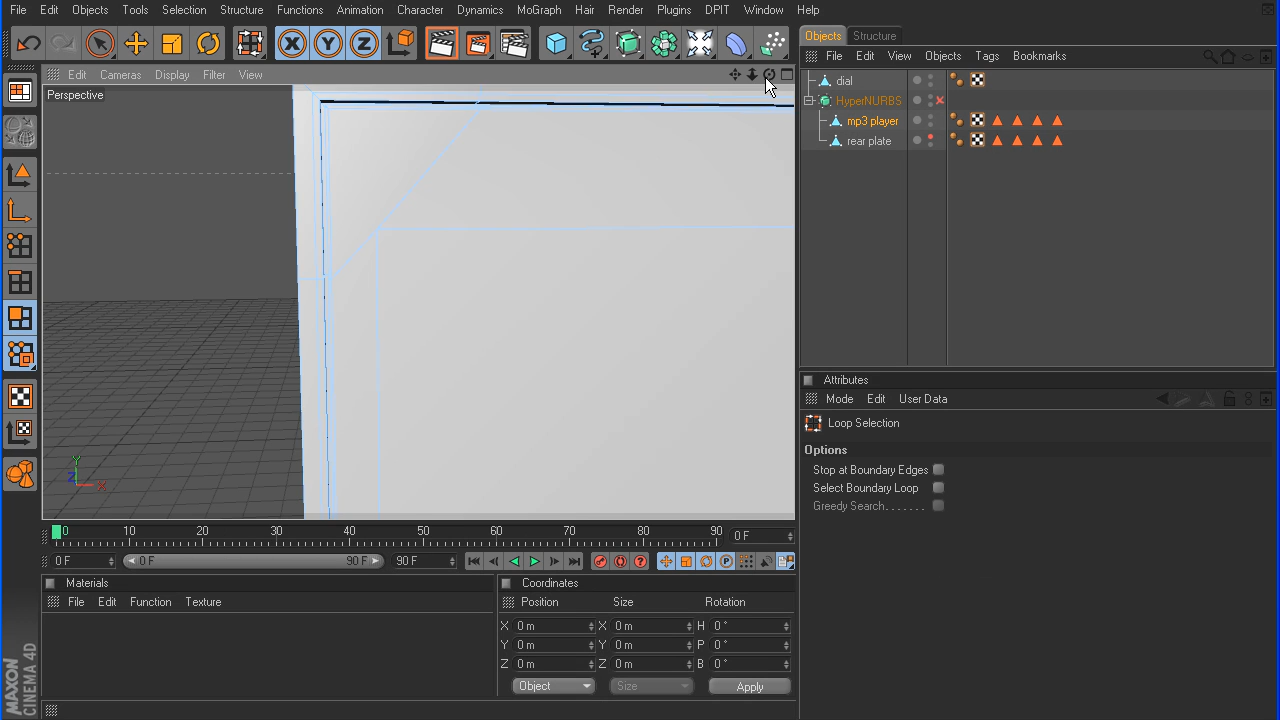 File Edit Objects Tools Selection Structure Functions Animation Character Dynamics MoGraph Hair Render Plugins DPIT Window Help
Objects Structure
File Edit View Objects Tags Bookmarks
Edit Cameras Display Filter View
Perspective
dial
HyperNURBS
mp3 player
rear plate
Attributes
Mode Edit User Data
Loop Selection
Options
Stop at Boundary Edges
Select Boundary Loop
Greedy Search. . . . . . .
X Y Z
Y
Z
X
0 10 20 30 40 50 60 70 80 90 0 F
0 F 0 F 90 F 90 F
P
Materials
File Edit Function Texture
Coordinates
Position Size Rotation
X 0 m X 0 m H 0 °
Y 0 m Y 0 m P 0 °
Z 0 m Z 0 m B 0 °
Object Size Apply
MAXON
CINEMA 4D